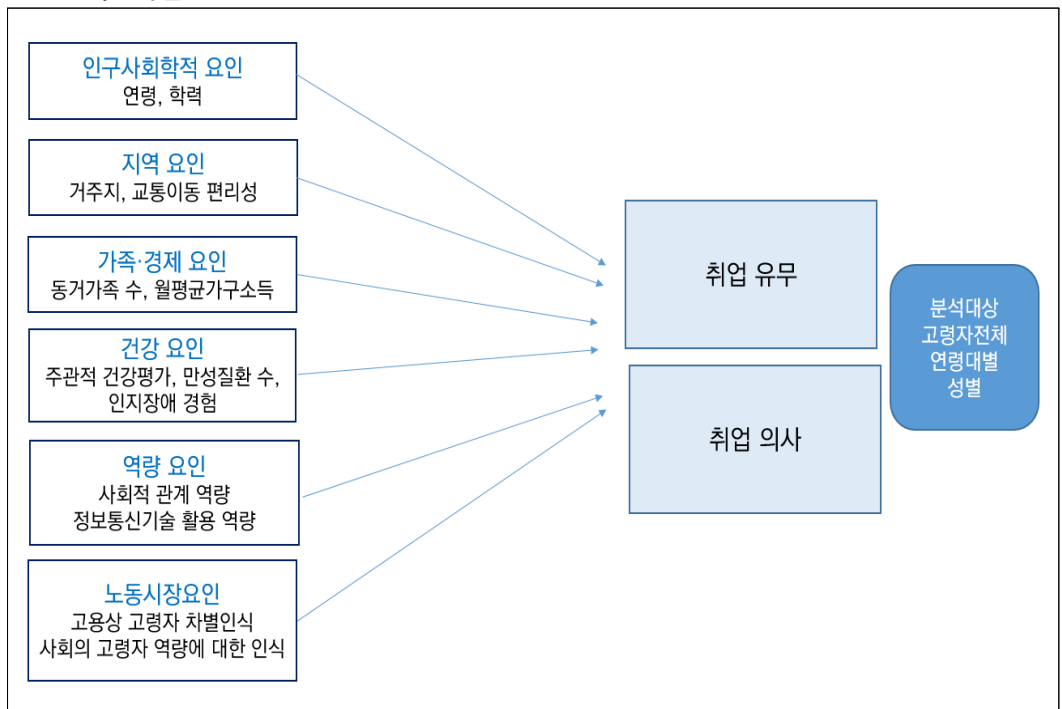 인구사회학적 요인
연령, 학력
지역 요인
거주지, 교통이동 편리성
가족·경제 요인
동거가족 수, 월평균가구소득
건강 요인
주관적 건강평가, 만성질환 수,
인지장애 경험
역량 요인
사회적 관계 역량
정보통신기술 활용 역량
노동시장요인
고용상 고령자 차별인식
사회의 고령자 역량에 대한 인식
취업 유무
취업 의사
분석대상
고령자전체
연령대별
성별